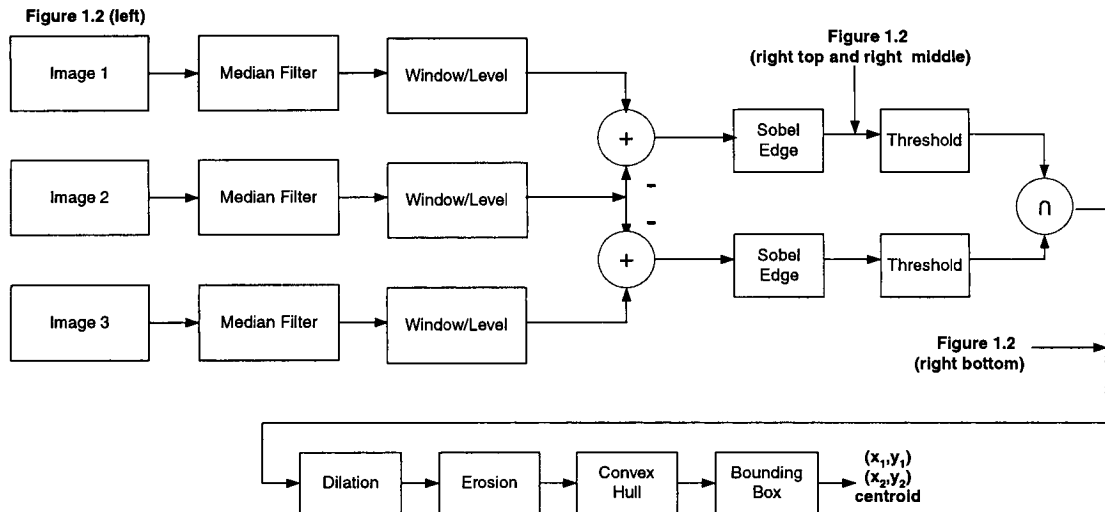 Figure 1.2 (left)
Image 1
Median Filter
Window/Level
Figure 1.2
(right top and right middle)
+
Sobel
Edge
Threshold
Image 2
Median Filter
Window/Level
-
-
∩
+
Sobel
Edge
Threshold
Image 3
Median Filter
Window/Level
Figure 1.2
(right bottom)
Dilation
Erosion
Convex
Hull
Bounding
Box
(x₁,y₁)
(x₂,y₂)
centroid